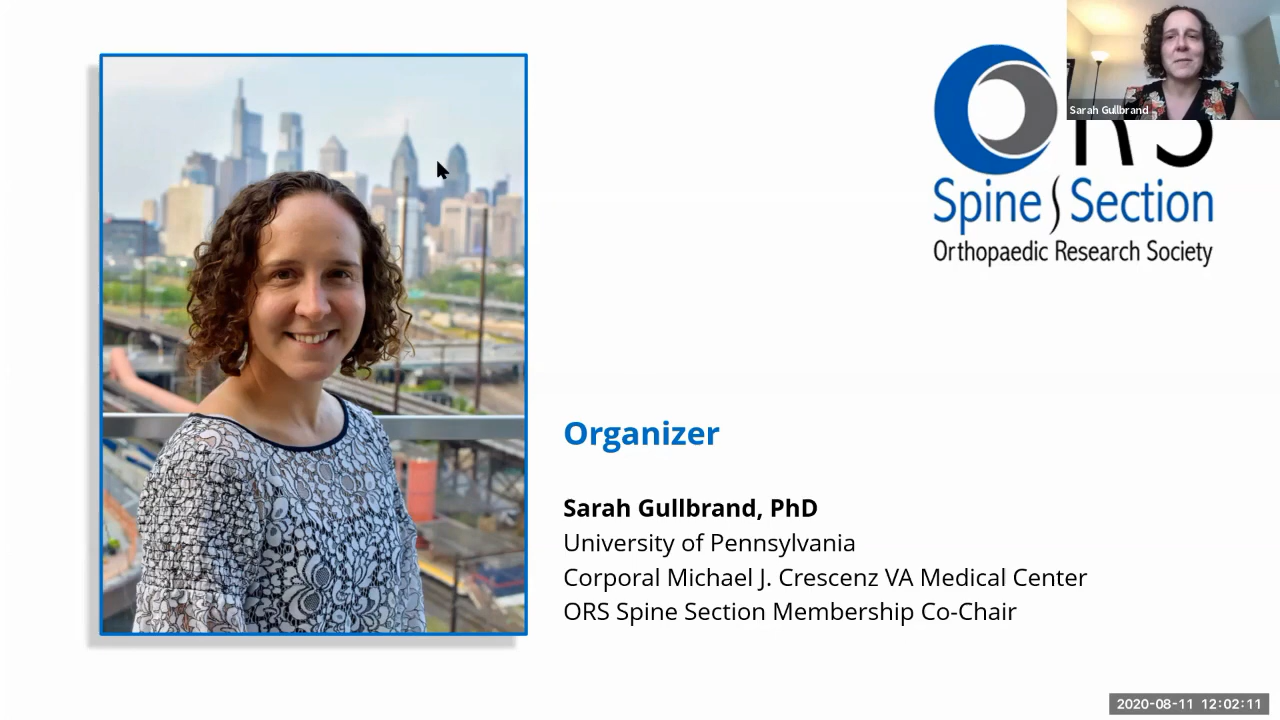 Sarah Gullbrand
ORS
Spine Section
Orthopaedic Research Society
Organizer
Sarah Gullbrand, PhD
University of Pennsylvania
Corporal Michael J. Crescenz VA Medical Center
ORS Spine Section Membership Co-Chair
2020-08-11 12:02:11